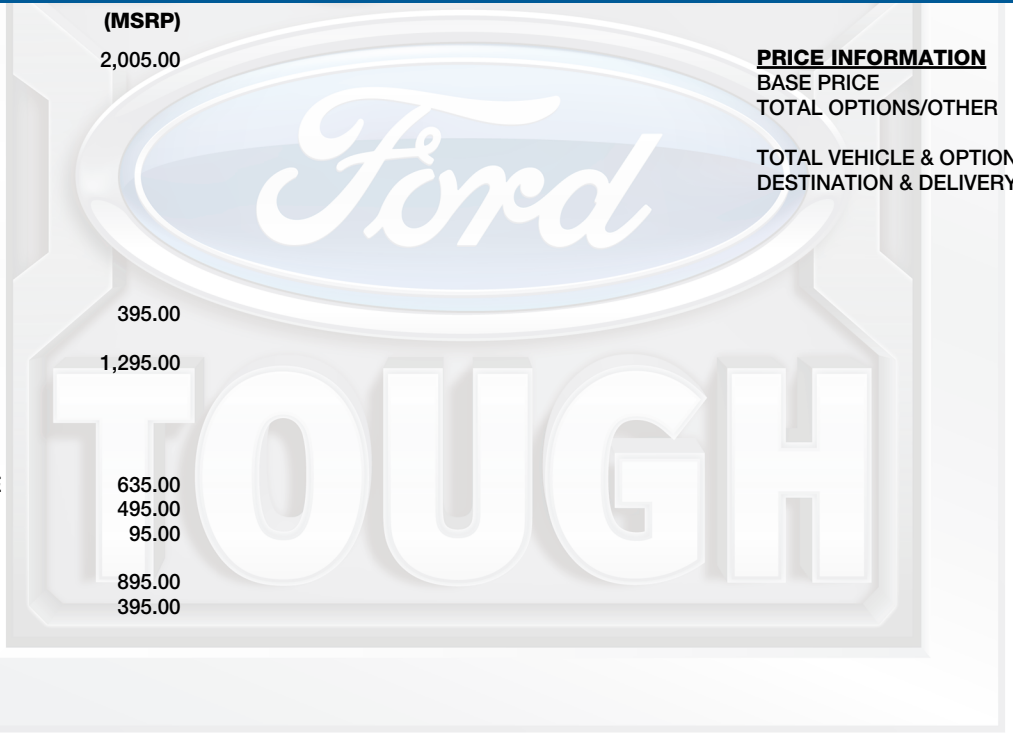 (MSRP)
2,005.00
395.00
1,295.00
635.00
495.00
95.00
895.00
395.00
PRICE INFORMATION
BASE PRICE
TOTAL OPTIONS/OTHER
TOTAL VEHICLE & OPTION
DESTINATION & DELIVERY
Ford
TOUGH